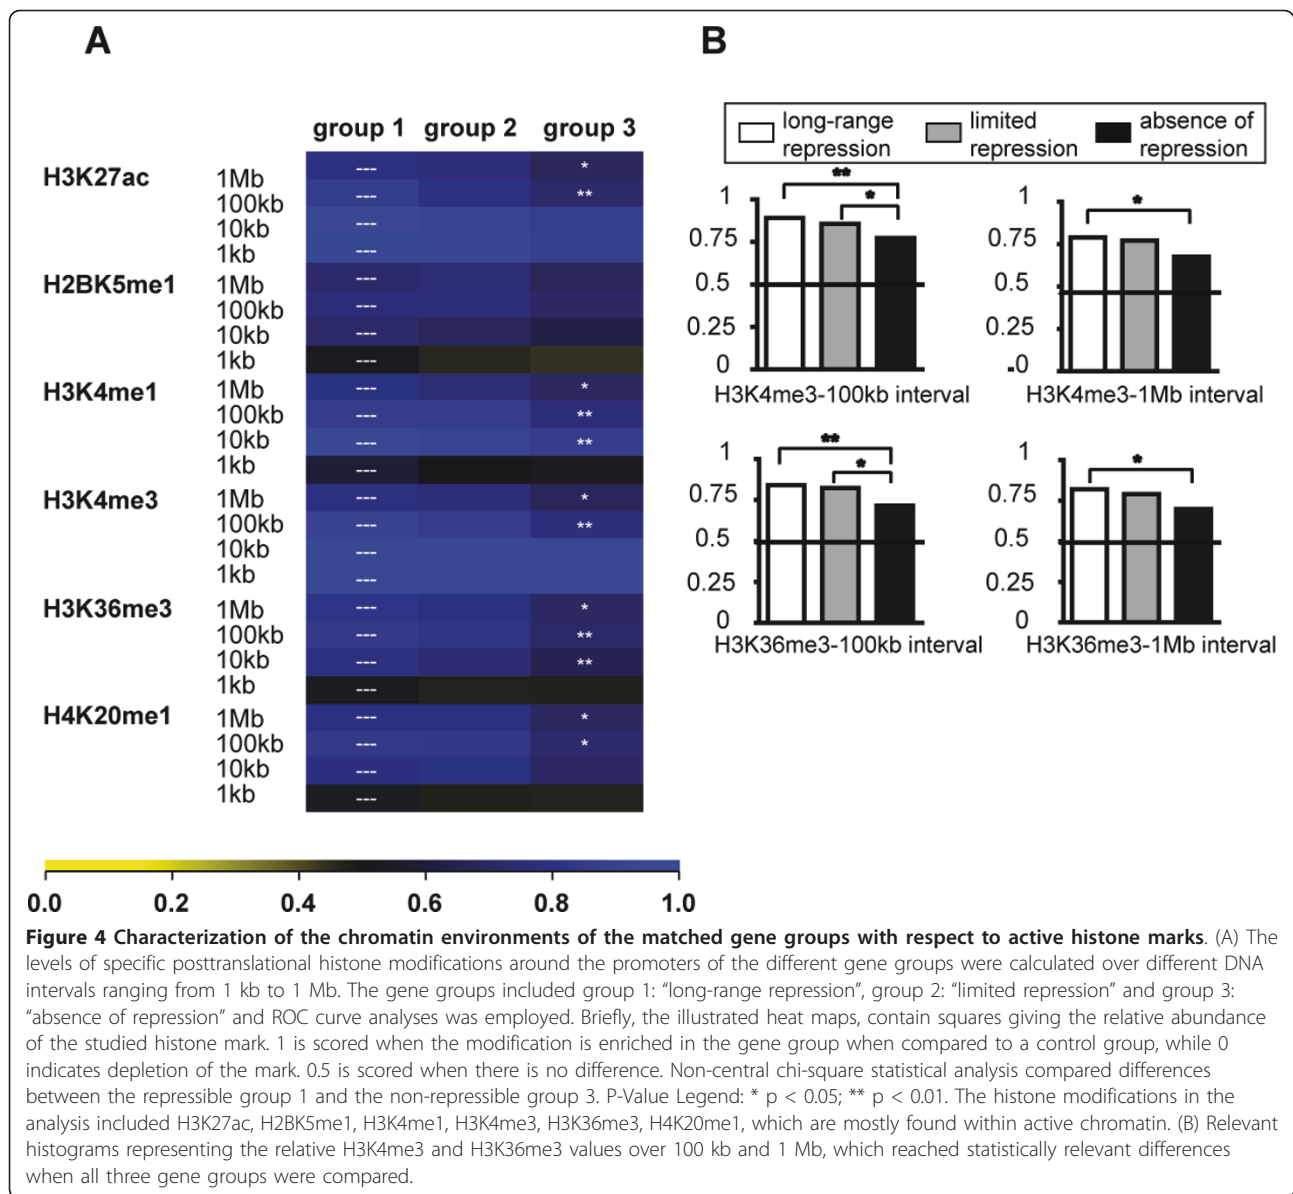 A
B
group 1 group 2 group 3
H3K27ac
1Mb --- *
100kb --- **
10kb ---
1kb ---
H2BK5me1
1Mb ---
100kb ---
10kb ---
1kb ---
H3K4me1
1Mb --- *
100kb --- **
10kb --- **
1kb ---
H3K4me3
1Mb --- *
100kb --- **
10kb ---
1kb ---
H3K36me3
1Mb --- *
100kb --- **
10kb --- **
1kb ---
H4K20me1
1Mb --- *
100kb --- *
10kb ---
1kb ---
0.0 0.2 0.4 0.6 0.8 1.0
long-range repression
limited repression
absence of repression
**
*
1
0.75
0.5
0.25
0
H3K4me3-100kb interval
*
1
0.75
0.5
0.25
.0
H3K4me3-1Mb interval
**
*
1
0.75
0.5
0.25
0
H3K36me3-100kb interval
*
1
0.75
0.5
0.25
0
H3K36me3-1Mb interval
Figure 4 Characterization of the chromatin environments of the matched gene groups with respect to active histone marks. (A) The
levels of specific posttranslational histone modifications around the promoters of the different gene groups were calculated over different DNA
intervals ranging from 1 kb to 1 Mb. The gene groups included group 1: “long-range repression”, group 2: “limited repression” and group 3:
“absence of repression” and ROC curve analyses was employed. Briefly, the illustrated heat maps, contain squares giving the relative abundance
of the studied histone mark. 1 is scored when the modification is enriched in the gene group when compared to a control group, while 0
indicates depletion of the mark. 0.5 is scored when there is no difference. Non-central chi-square statistical analysis compared differences
between the repressible group 1 and the non-repressible group 3. P-Value Legend: * p < 0.05; ** p < 0.01. The histone modifications in the
analysis included H3K27ac, H2BK5me1, H3K4me1, H3K4me3, H3K36me3, H4K20me1, which are mostly found within active chromatin. (B) Relevant
histograms representing the relative H3K4me3 and H3K36me3 values over 100 kb and 1 Mb, which reached statistically relevant differences
when all three gene groups were compared.